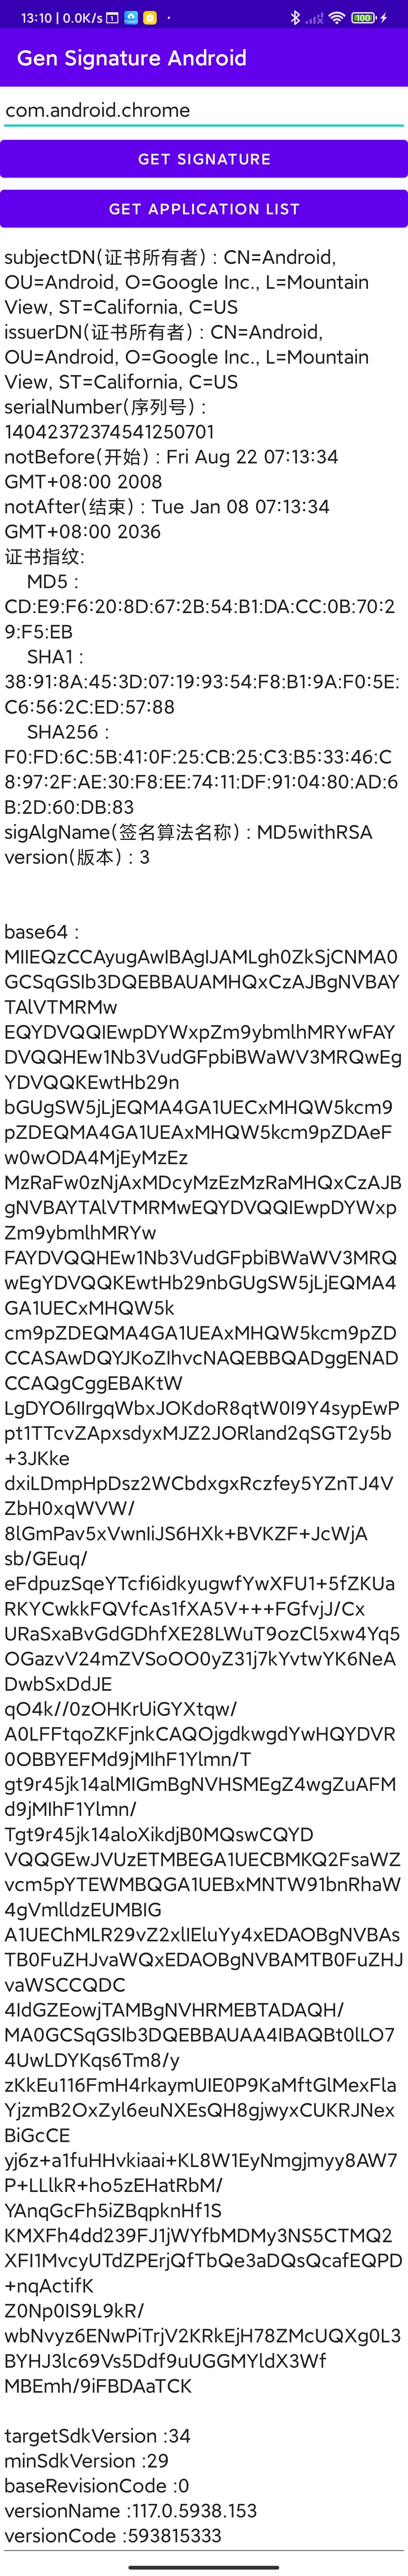 13:10 | 0.0K/s
100
Gen Signature Android
com.android.chrome
GET SIGNATURE
GET APPLICATION LIST
subjectDN(证书所有者) : CN=Android,
OU=Android, O=Google Inc., L=Mountain
View, ST=California, C=US
issuerDN(证书所有者) : CN=Android,
OU=Android, O=Google Inc., L=Mountain
View, ST=California, C=US
serialNumber(序列号) :
14042372374541250701
notBefore(开始) : Fri Aug 22 07:13:34
GMT+08:00 2008
notAfter(结束) : Tue Jan 08 07:13:34
GMT+08:00 2036
证书指纹:
MD5 :
CD:E9:F6:20:8D:67:2B:54:B1:DA:CC:0B:70:2
9:F5:EB
SHA1 :
38:91:8A:45:3D:07:19:93:54:F8:B1:9A:F0:5E:
C6:56:2C:ED:57:88
SHA256 :
F0:FD:6C:5B:41:0F:25:CB:25:C3:B5:33:46:C
8:97:2F:AE:30:F8:EE:74:11:DF:91:04:80:AD:6
B:2D:60:DB:83
sigAlgName(签名算法名称) : MD5withRSA
version(版本) : 3
base64 :
MIIEQzCCAyugAwIBAgIJAMLgh0ZkSjCNMA0
GCSqGSIb3DQEBBAUAMHQxCzAJBgNVBAY
TAlVTMRMw
EQYDVQQIEwpDYWxpZm9ybmlhMRYwFAY
DVQQHEw1Nb3VudGFpbiBWaWV3MRQwEg
YDVQQKEwtHb29n
bGUgSW5jLjEQMA4GA1UECxMHQW5kcm9
pZDEQMA4GA1UEAxMHQW5kcm9pZDAeF
w0wODA4MjEyMzEz
MzRaFw0zNjAxMDcyMzEzMzRaMHQxCzAJB
gNVBAYTAlVTMRMwEQYDVQQIEwpDYWxp
Zm9ybmlhMRYw
FAYDVQQHEw1Nb3VudGFpbiBWaWV3MRQ
wEgYDVQQKEwtHb29nbGUgSW5jLjEQMA4
GA1UECxMHQW5k
cm9pZDEQMA4GA1UEAxMHQW5kcm9pZD
CCASAwDQYJKoZIhvcNAQEBBQADggENAD
CCAQgCggEBAKtW
LgDYO6IIrgqWbxJOKdoR8qtW0I9Y4sypEwP
pt1TTcvZApxsdyxMJZ2JORland2qSGT2y5b
+3JKke
dxiLDmpHpDsz2WCbdxgxRczfey5YZnTJ4V
ZbH0xqWVW/
8lGmPav5xVwnIiJS6HXk+BVKZF+JcWjA
sb/GEuq/
eFdpuzSqeYTcfi6idkyugwfYwXFU1+5fZKUa
RKYCwkkFQVfcAs1fXA5V+++FGfvjJ/Cx
URaSxaBvGdGDhfXE28LWuT9ozCl5xw4Yq5
OGazvV24mZVSoOO0yZ31j7kYvtwYK6NeA
DwbSxDdJE
qO4k//0zOHKrUiGYXtqw/
A0LFFtqoZKFjnkCAQOjgdkwgdYwHQYDVR
0OBBYEFMd9jMIhF1Ylmn/T
gt9r45jk14alMIGmBgNVHSMEgZ4wgZuAFM
d9jMIhF1Ylmn/
Tgt9r45jk14aloXikdjB0MQswCQYD
VQQGEwJVUzETMBEGA1UECBMKQ2FsaWZ
vcm5pYTEWMBQGA1UEBxMNTW91bnRhaW
4gVmlldzEUMBIG
A1UEChMLR29vZ2xlIEluYy4xEDAOBgNVBAs
TB0FuZHJvaWQxEDAOBgNVBAMTB0FuZHJ
vaWSCCQDC
4IdGZEowjTAMBgNVHRMEBTADAQH/
MA0GCSqGSIb3DQEBBAUAA4IBAQBt0lLO7
4UwLDYKqs6Tm8/y
zKkEu116FmH4rkaymUIE0P9KaMftGlMexFla
YjzmB2OxZyl6euNXEsQH8gjwyxCUKRJNex
BiGcCE
yj6z+a1fuHHvkiaai+KL8W1EyNmgjmyy8AW7
P+LLlkR+ho5zEHatRbM/
YAnqGcFh5iZBqpknHf1S
KMXFh4dd239FJ1jWYfbMDMy3NS5CTMQ2
XFI1MvcyUTdZPErjQfTbQe3aDQsQcafEQPD
+nqActifK
Z0Np0IS9L9kR/
wbNvyz6ENwPiTrjV2KRkEjH78ZMcUQXg0L3
BYHJ3lc69Vs5Ddf9uUGGMYldX3Wf
MBEmh/9iFBDAaTCK
targetSdkVersion :34
minSdkVersion :29
baseRevisionCode :0
versionName :117.0.5938.153
versionCode :593815333